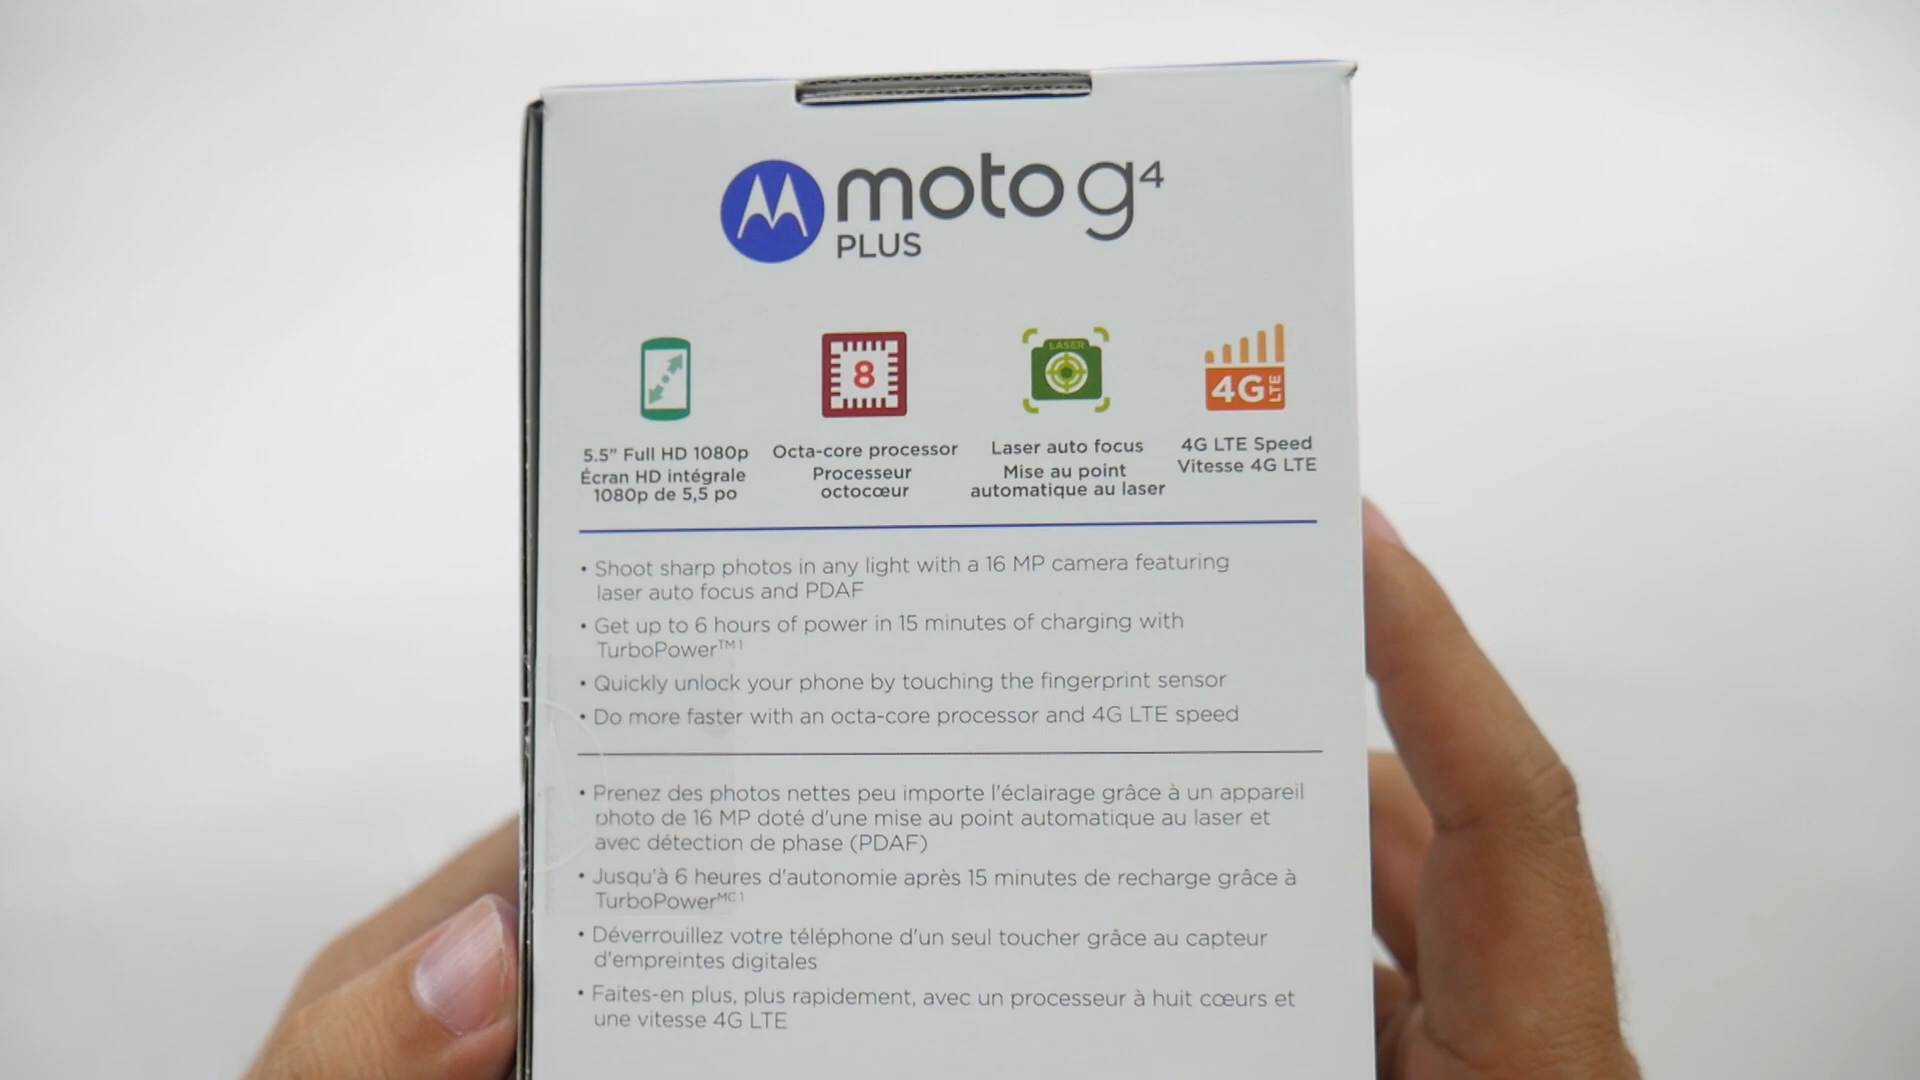 moto g4
PLUS
8
LASER
4G LTE
5.5” Full HD 1080p
Écran HD intégrale
1080p de 5,5 po
Octa-core processor
Processeur
octocœur
Laser auto focus
Mise au point
automatique au laser
4G LTE Speed
Vitesse 4G LTE
• Shoot sharp photos in any light with a 16 MP camera featuring
laser auto focus and PDAF
• Get up to 6 hours of power in 15 minutes of charging with
TurboPower™1
• Quickly unlock your phone by touching the fingerprint sensor
• Do more faster with an octa-core processor and 4G LTE speed
• Prenez des photos nettes peu importe l'éclairage grâce à un appareil
photo de 16 MP doté d'une mise au point automatique au laser et
avec détection de phase (PDAF)
• Jusqu'à 6 heures d'autonomie après 15 minutes de recharge grâce à
TurboPowerMC1
• Déverrouillez votre téléphone d'un seul toucher grâce au capteur
d'empreintes digitales
• Faites-en plus, plus rapidement, avec un processeur à huit cœurs et
une vitesse 4G LTE